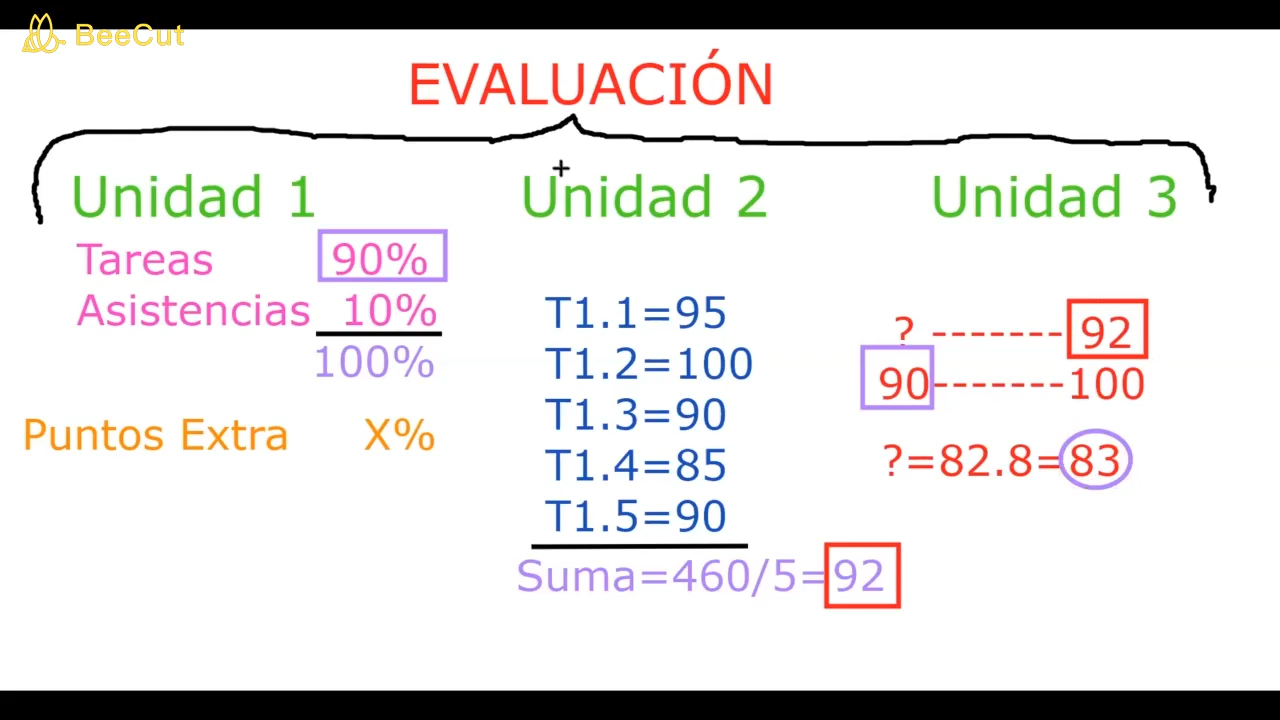 BeeCut
EVALUACIÓN
Unidad 1
Tareas 90%
Asistencias 10%
100%
Puntos Extra X%
Unidad 2
T1.1=95
T1.2=100
T1.3=90
T1.4=85
T1.5=90
Suma=460/5=92
Unidad 3
? ------- 92
90-------100
?=82.8=83